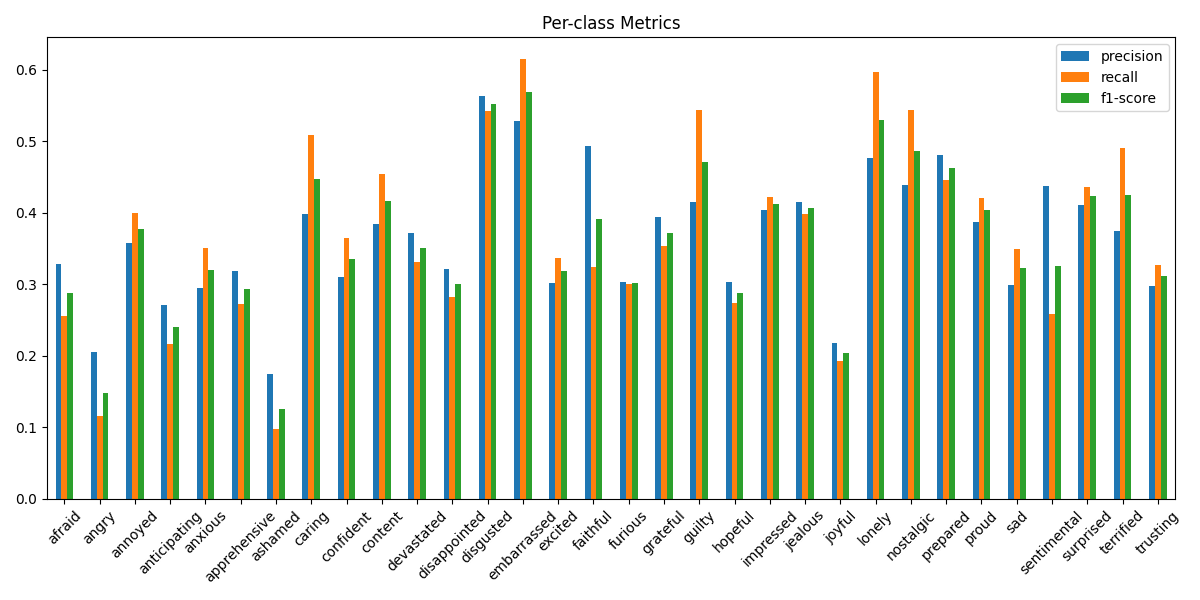 Per-class Metrics
precision
recall
f1-score
0.6
0.5
0.4
0.3
0.2
0.1
0.0
afraid
angry
annoyed
anticipating
anxious
apprehensive
ashamed
caring
confident
content
devastated
disappointed
disgusted
embarrassed
excited
faithful
furious
grateful
guilty
hopeful
impressed
jealous
joyful
lonely
nostalgic
prepared
proud
sad
sentimental
surprised
terrified
trusting